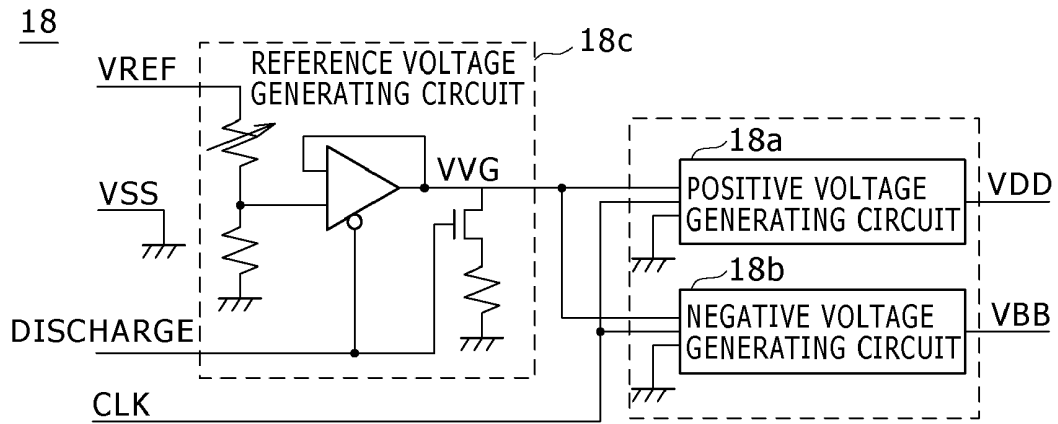 18
18c
VREF
REFERENCE VOLTAGE
GENERATING CIRCUIT
18a
VVG
VSS
POSITIVE VOLTAGE
GENERATING CIRCUIT
VDD
18b
NEGATIVE VOLTAGE
GENERATING CIRCUIT
VBB
DISCHARGE
CLK